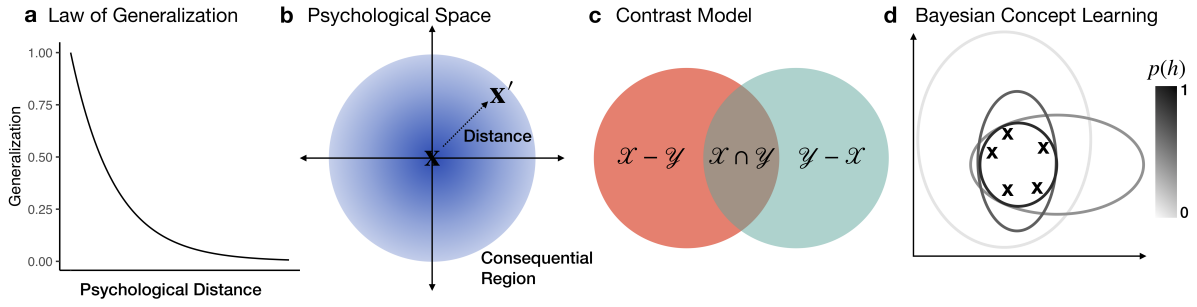 a Law of Generalization
1.00
0.75
0.50
0.25
0.00
Generalization
Psychological Distance
b Psychological Space
x′
Distance
x
Consequential
Region
c Contrast Model
𝒳 − 𝒴
𝒳 ∩ 𝒴
𝒴 − 𝒳
d Bayesian Concept Learning
x
x
x
x
x
p(h)
1
0